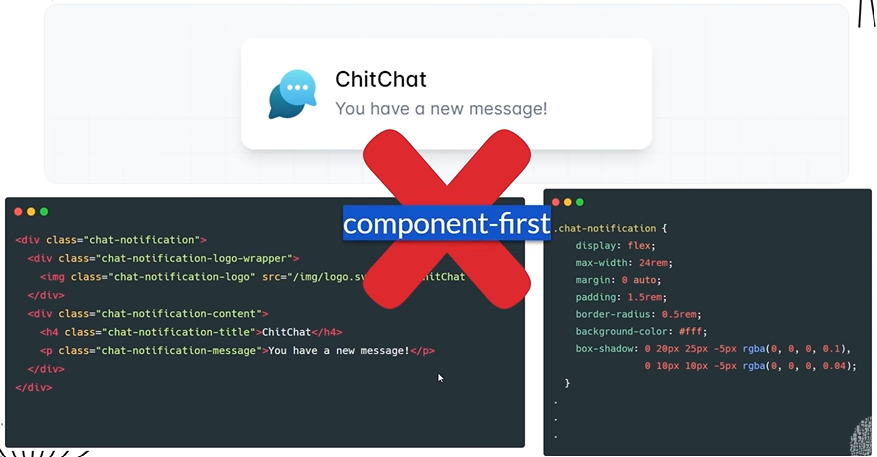 ChitChat
You have a new message!
component-first
<div class="chat-notification">
<div class="chat-notification-logo-wrapper">
<img class="chat-notification-logo" src="/img/logo.sv hitChat
</div>
<div class="chat-notification-content">
<h4 class="chat-notification-title">ChitChat</h4>
<p class="chat-notification-message">You have a new message!</p>
</div>
</div>
.chat-notification {
display: flex;
max-width: 24rem;
margin: 0 auto;
padding: 1.5rem;
border-radius: 0.5rem;
background-color: #fff;
box-shadow: 0 20px 25px -5px rgba(0, 0, 0, 0.1),
0 10px 10px -5px rgba(0, 0, 0, 0.04);
}
.
.
.